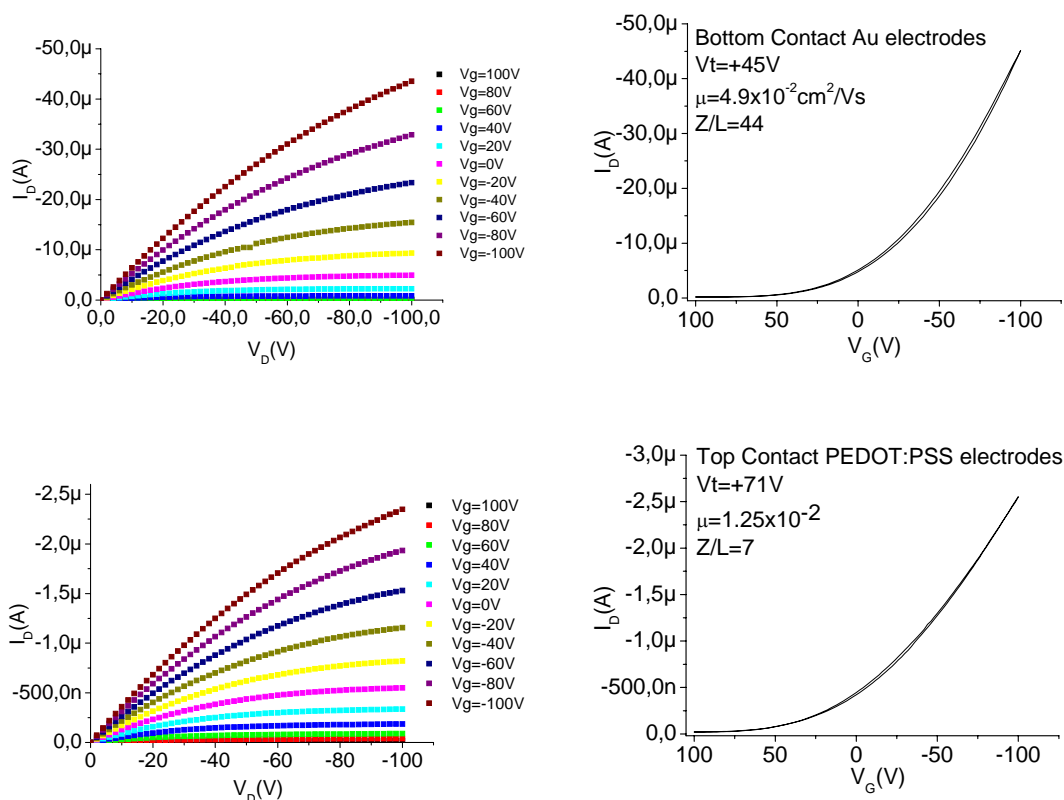 -50,0µ
-40,0µ
-30,0µ
-20,0µ
-10,0µ
0,0
I_D(A)
0,0 -20,0 -40,0 -60,0 -80,0 -100,0
V_D(V)
Vg=100V
Vg=80V
Vg=60V
Vg=40V
Vg=20V
Vg=0V
Vg=-20V
Vg=-40V
Vg=-60V
Vg=-80V
Vg=-100V
-50,0µ
-40,0µ
-30,0µ
-20,0µ
-10,0µ
0,0
I_D(A)
Bottom Contact Au electrodes
Vt=+45V
µ=4.9x10⁻²cm²/Vs
Z/L=44
100 50 0 -50 -100
V_G(V)
-2,5µ
-2,0µ
-1,5µ
-1,0µ
-500,0n
0,0
I_D(A)
0 -20 -40 -60 -80 -100
V_D(V)
Vg=100V
Vg=80V
Vg=60V
Vg=40V
Vg=20V
Vg=0V
Vg=-20V
Vg=-40V
Vg=-60V
Vg=-80V
Vg=-100V
-3,0µ
-2,5µ
-2,0µ
-1,5µ
-1,0µ
-500,0n
0,0
I_D(A)
Top Contact PEDOT:PSS electrodes
Vt=+71V
µ=1.25x10⁻²
Z/L=7
100 50 0 -50 -100
V_G(V)